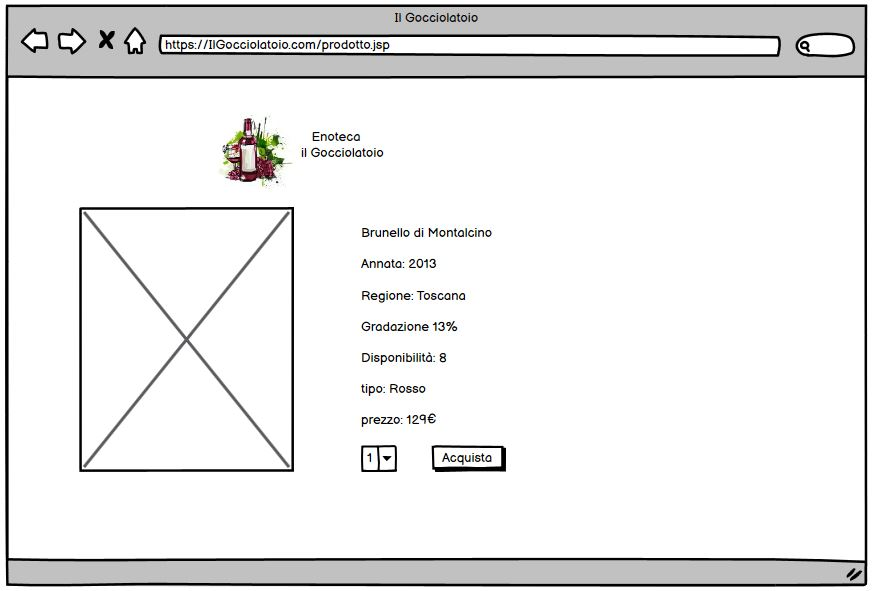 Il Gocciolatoio
https://IlGocciolatoio.com/prodotto.jsp
Enoteca
il Gocciolatoio
Brunello di Montalcino
Annata: 2013
Regione: Toscana
Gradazione 13%
Disponibilità: 8
tipo: Rosso
prezzo: 129€
1
Acquista